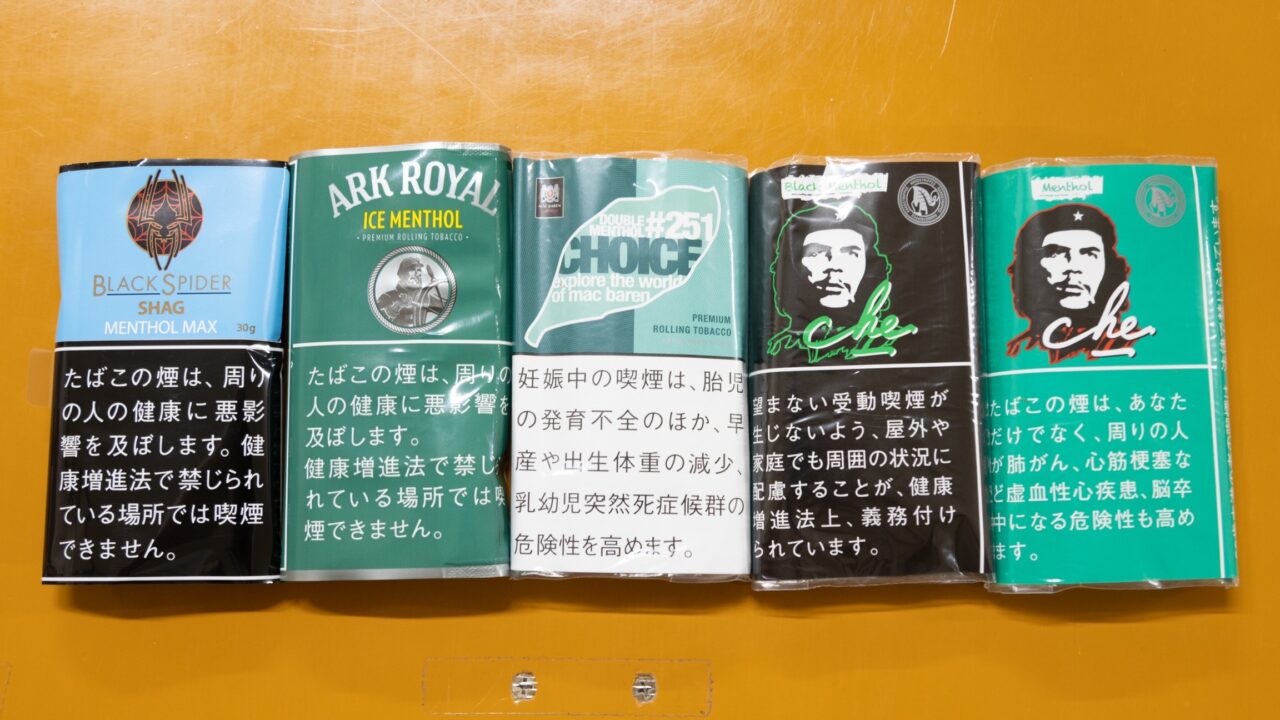 BLACK SPIDER
SHAG
MENTHOL MAX
30g
たばこの煙は、周り
の人の健康に悪影
響を及ぼします。健
康増進法で禁じられ
ている場所では喫煙
できません。
ARK ROYAL
ICE MENTHOL
• PREMIUM ROLLING TOBACCO •
たばこの煙は、周りの
人の健康に悪影響を
及ぼします。
健康増進法で禁じら
れている場所では喫
煙できません。
DOUBLE
MENTHOL #251
CHOICE
explore the world
of mac baren
PREMIUM
ROLLING TOBACCO
妊娠中の喫煙は、胎児
の発育不全のほか、早
産や出生体重の減少、
乳幼児突然死症候群の
危険性を高めます。
Black Menthol
che
望まない受動喫煙が
生じないよう、屋外や
家庭でも周囲の状況に
配慮することが、健康
増進法上、義務付け
られています。
Menthol
che
たばこの煙は、あなた
だけでなく、周りの人
が肺がん、心筋梗塞な
ど虚血性心疾患、脳卒
中になる危険性も高め
ます。